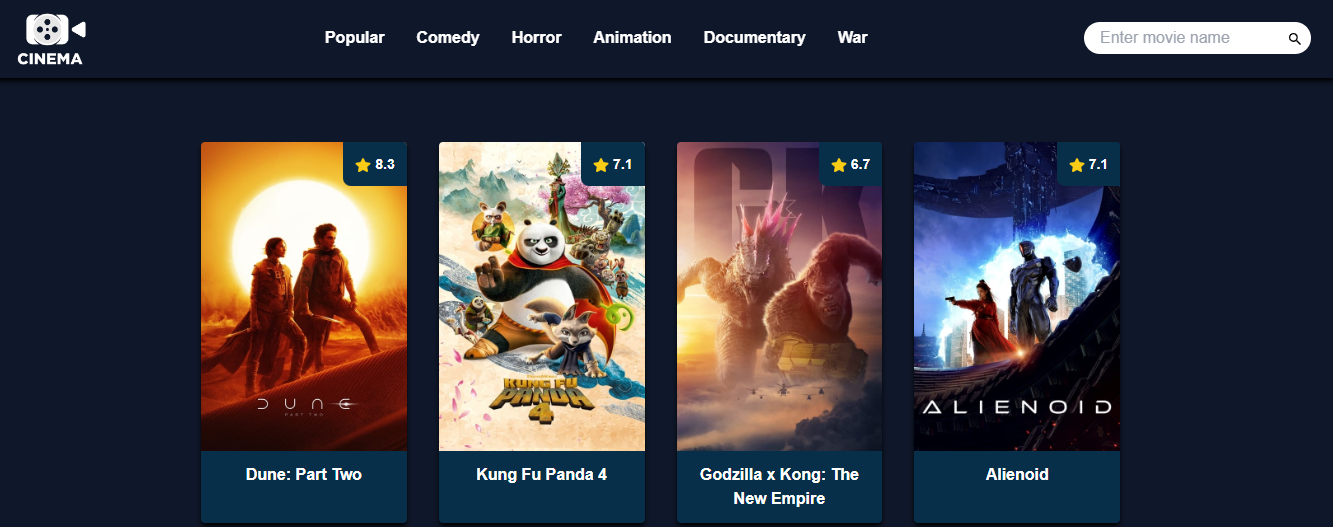 CINEMA
Popular Comedy Horror Animation Documentary War
Enter movie name
8.3
7.1
6.7
7.1
GK
DUNE
PART TWO
KUNG FU
PANDA
4
ALIENOID
Dune: Part Two
Kung Fu Panda 4
Godzilla x Kong: The
New Empire
Alienoid